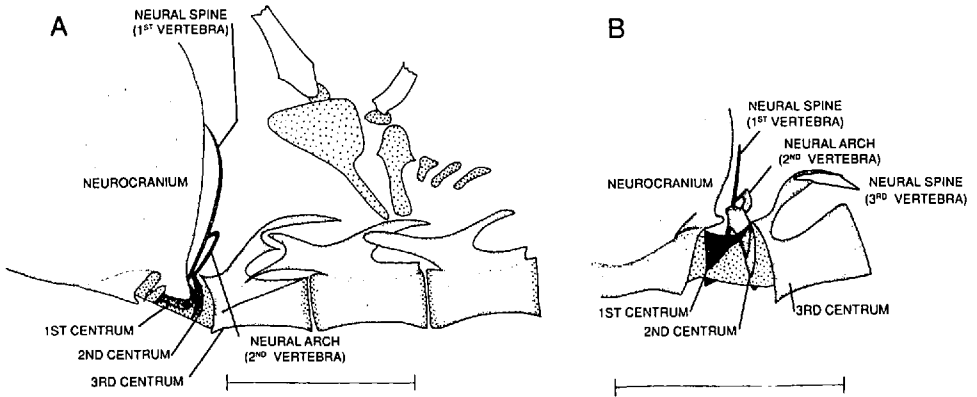 A
NEURAL SPINE
(1ST VERTEBRA)
NEUROCRANIUM
1ST CENTRUM
2ND CENTRUM
3RD CENTRUM
NEURAL ARCH
(2ND VERTEBRA)
B
NEURAL SPINE
(1ST VERTEBRA)
NEURAL ARCH
(2ND VERTEBRA)
NEUROCRANIUM
NEURAL SPINE
(3RD VERTEBRA)
1ST CENTRUM
2ND CENTRUM
3RD CENTRUM